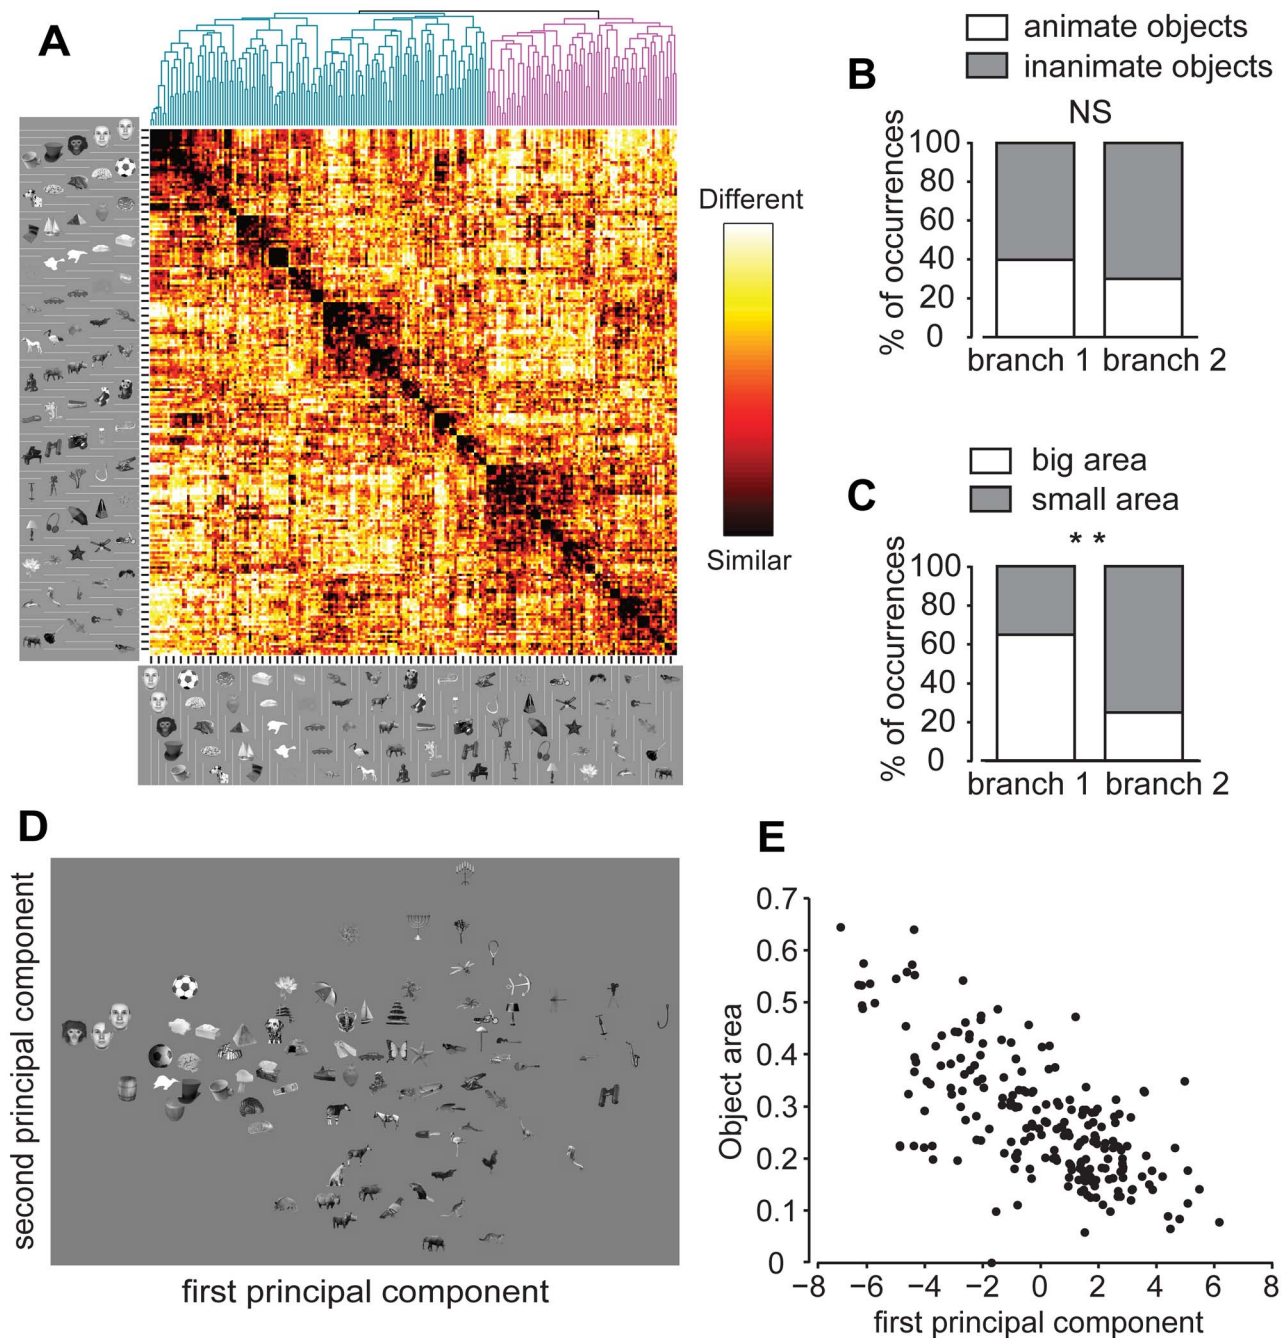 A
Different
Similar
B
animate objects
inanimate objects
NS
% of occurrences
100
80
60
40
20
0
branch 1
branch 2
C
big area
small area
* *
% of occurrences
100
80
60
40
20
0
branch 1
branch 2
D
second principal component
first principal component
E
Object area
0.7
0.6
0.5
0.4
0.3
0.2
0.1
0
−8 −6 −4 −2 0 2 4 6 8
first principal component